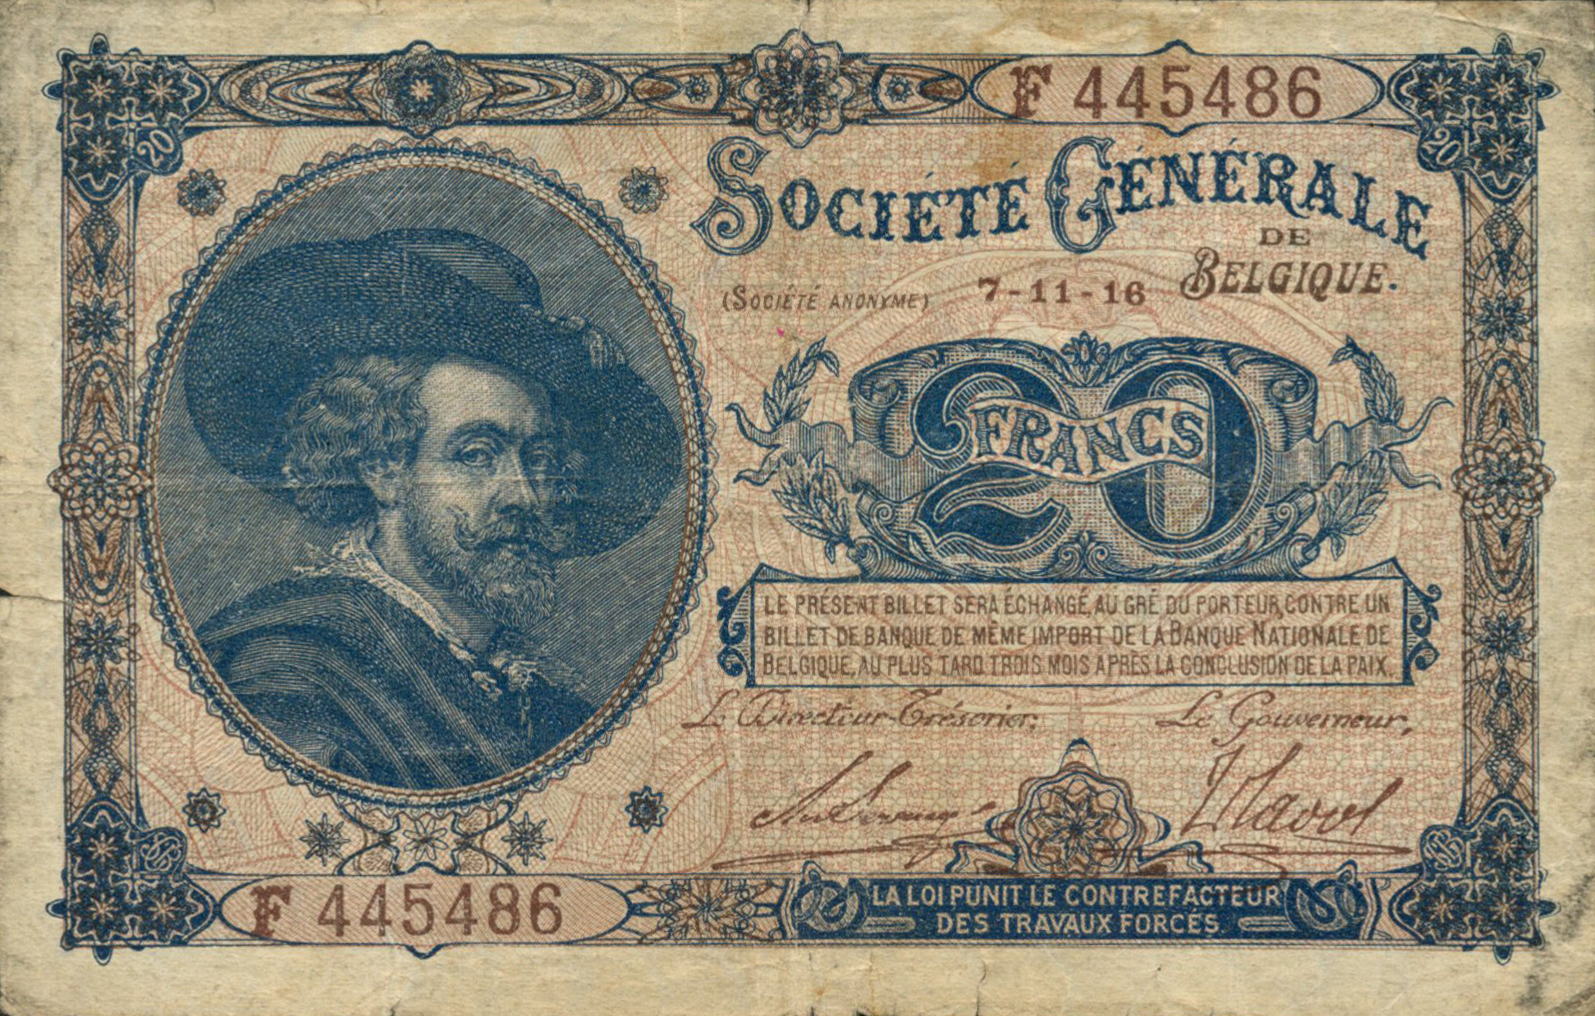 F 445486
20
20
SOCIÉTÉ GÉNÉRALE
DE
BELGIQUE.
(SOCIÉTÉ ANONYME) 7-11-16
20
FRANCS
LE PRÉSENT BILLET SERA ÉCHANGÉ, AU GRÉ DU PORTEUR, CONTRE UN
BILLET DE BANQUE DE MÊME IMPORT DE LA BANQUE NATIONALE DE
BELGIQUE, AU PLUS TARD TROIS MOIS APRÈS LA CONCLUSION DE LA PAIX.
Le Directeur-Trésorier, Le Gouverneur,
F 445486
LA LOI PUNIT LE CONTREFACTEUR
DES TRAVAUX FORCÉS.